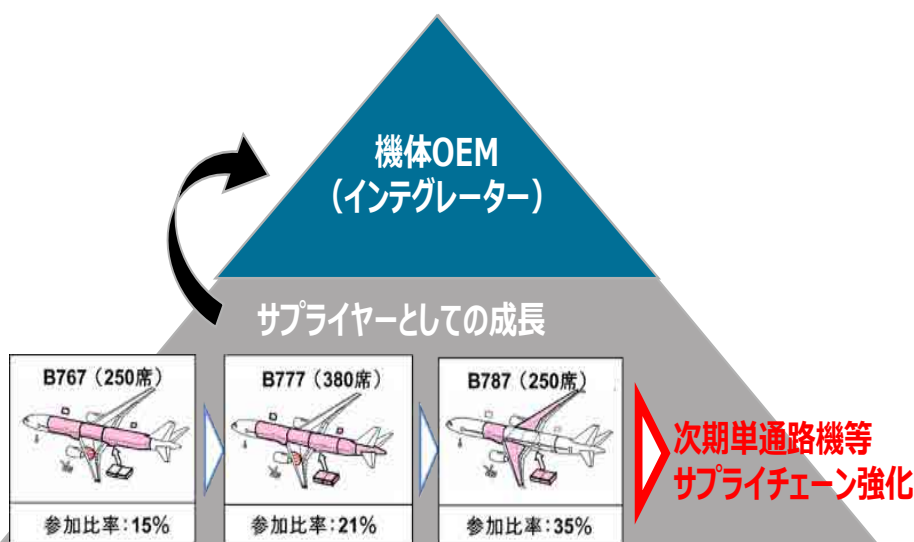 機体OEM
（インテグレーター）
サプライヤーとしての成長
B767（250席）
参加比率：15%
B777（380席）
参加比率：21%
B787（250席）
参加比率：35%
次期単通路機等
サプライチェーン強化